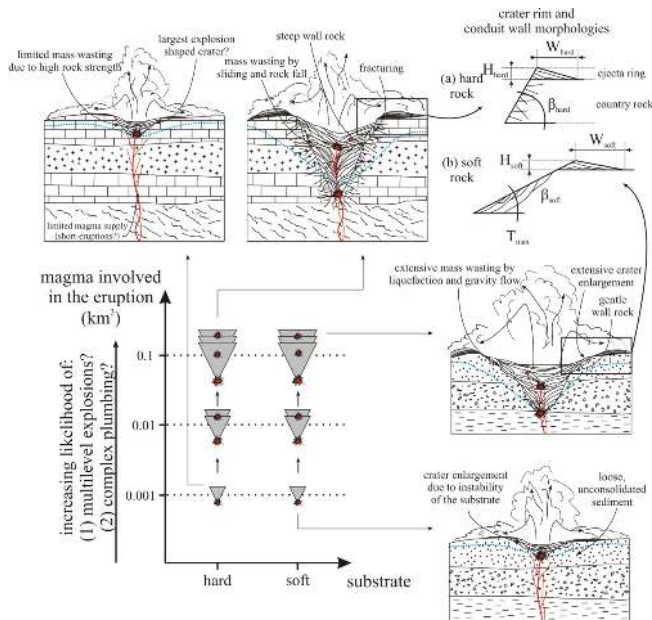 limited mass wasting
due to high rock strength
largest explosion
shaped crater?
steep wall rock
mass wasting by
sliding and rock fall
fracturing
crater rim and
conduit wall morphologies
W hard
(a) hard
rock
H hard
ejecta ring
β hard
country rock
W soft
(b) soft
rock
H soft
β soft
T max
limited magma supply
(short-eruptions?)
magma involved
in the eruption
(km³)
extensive mass wasting by
liquefaction and gravity flow
extensive crater
enlargement
gentle
wall rock
increasing likelihood of:
(1) multilevel explosions?
(2) complex plumbing?
0.1
0.01
0.001
hard
soft
substrate
crater enlargement
due to instability
of the substrate
loose,
unconsolidated
sediment